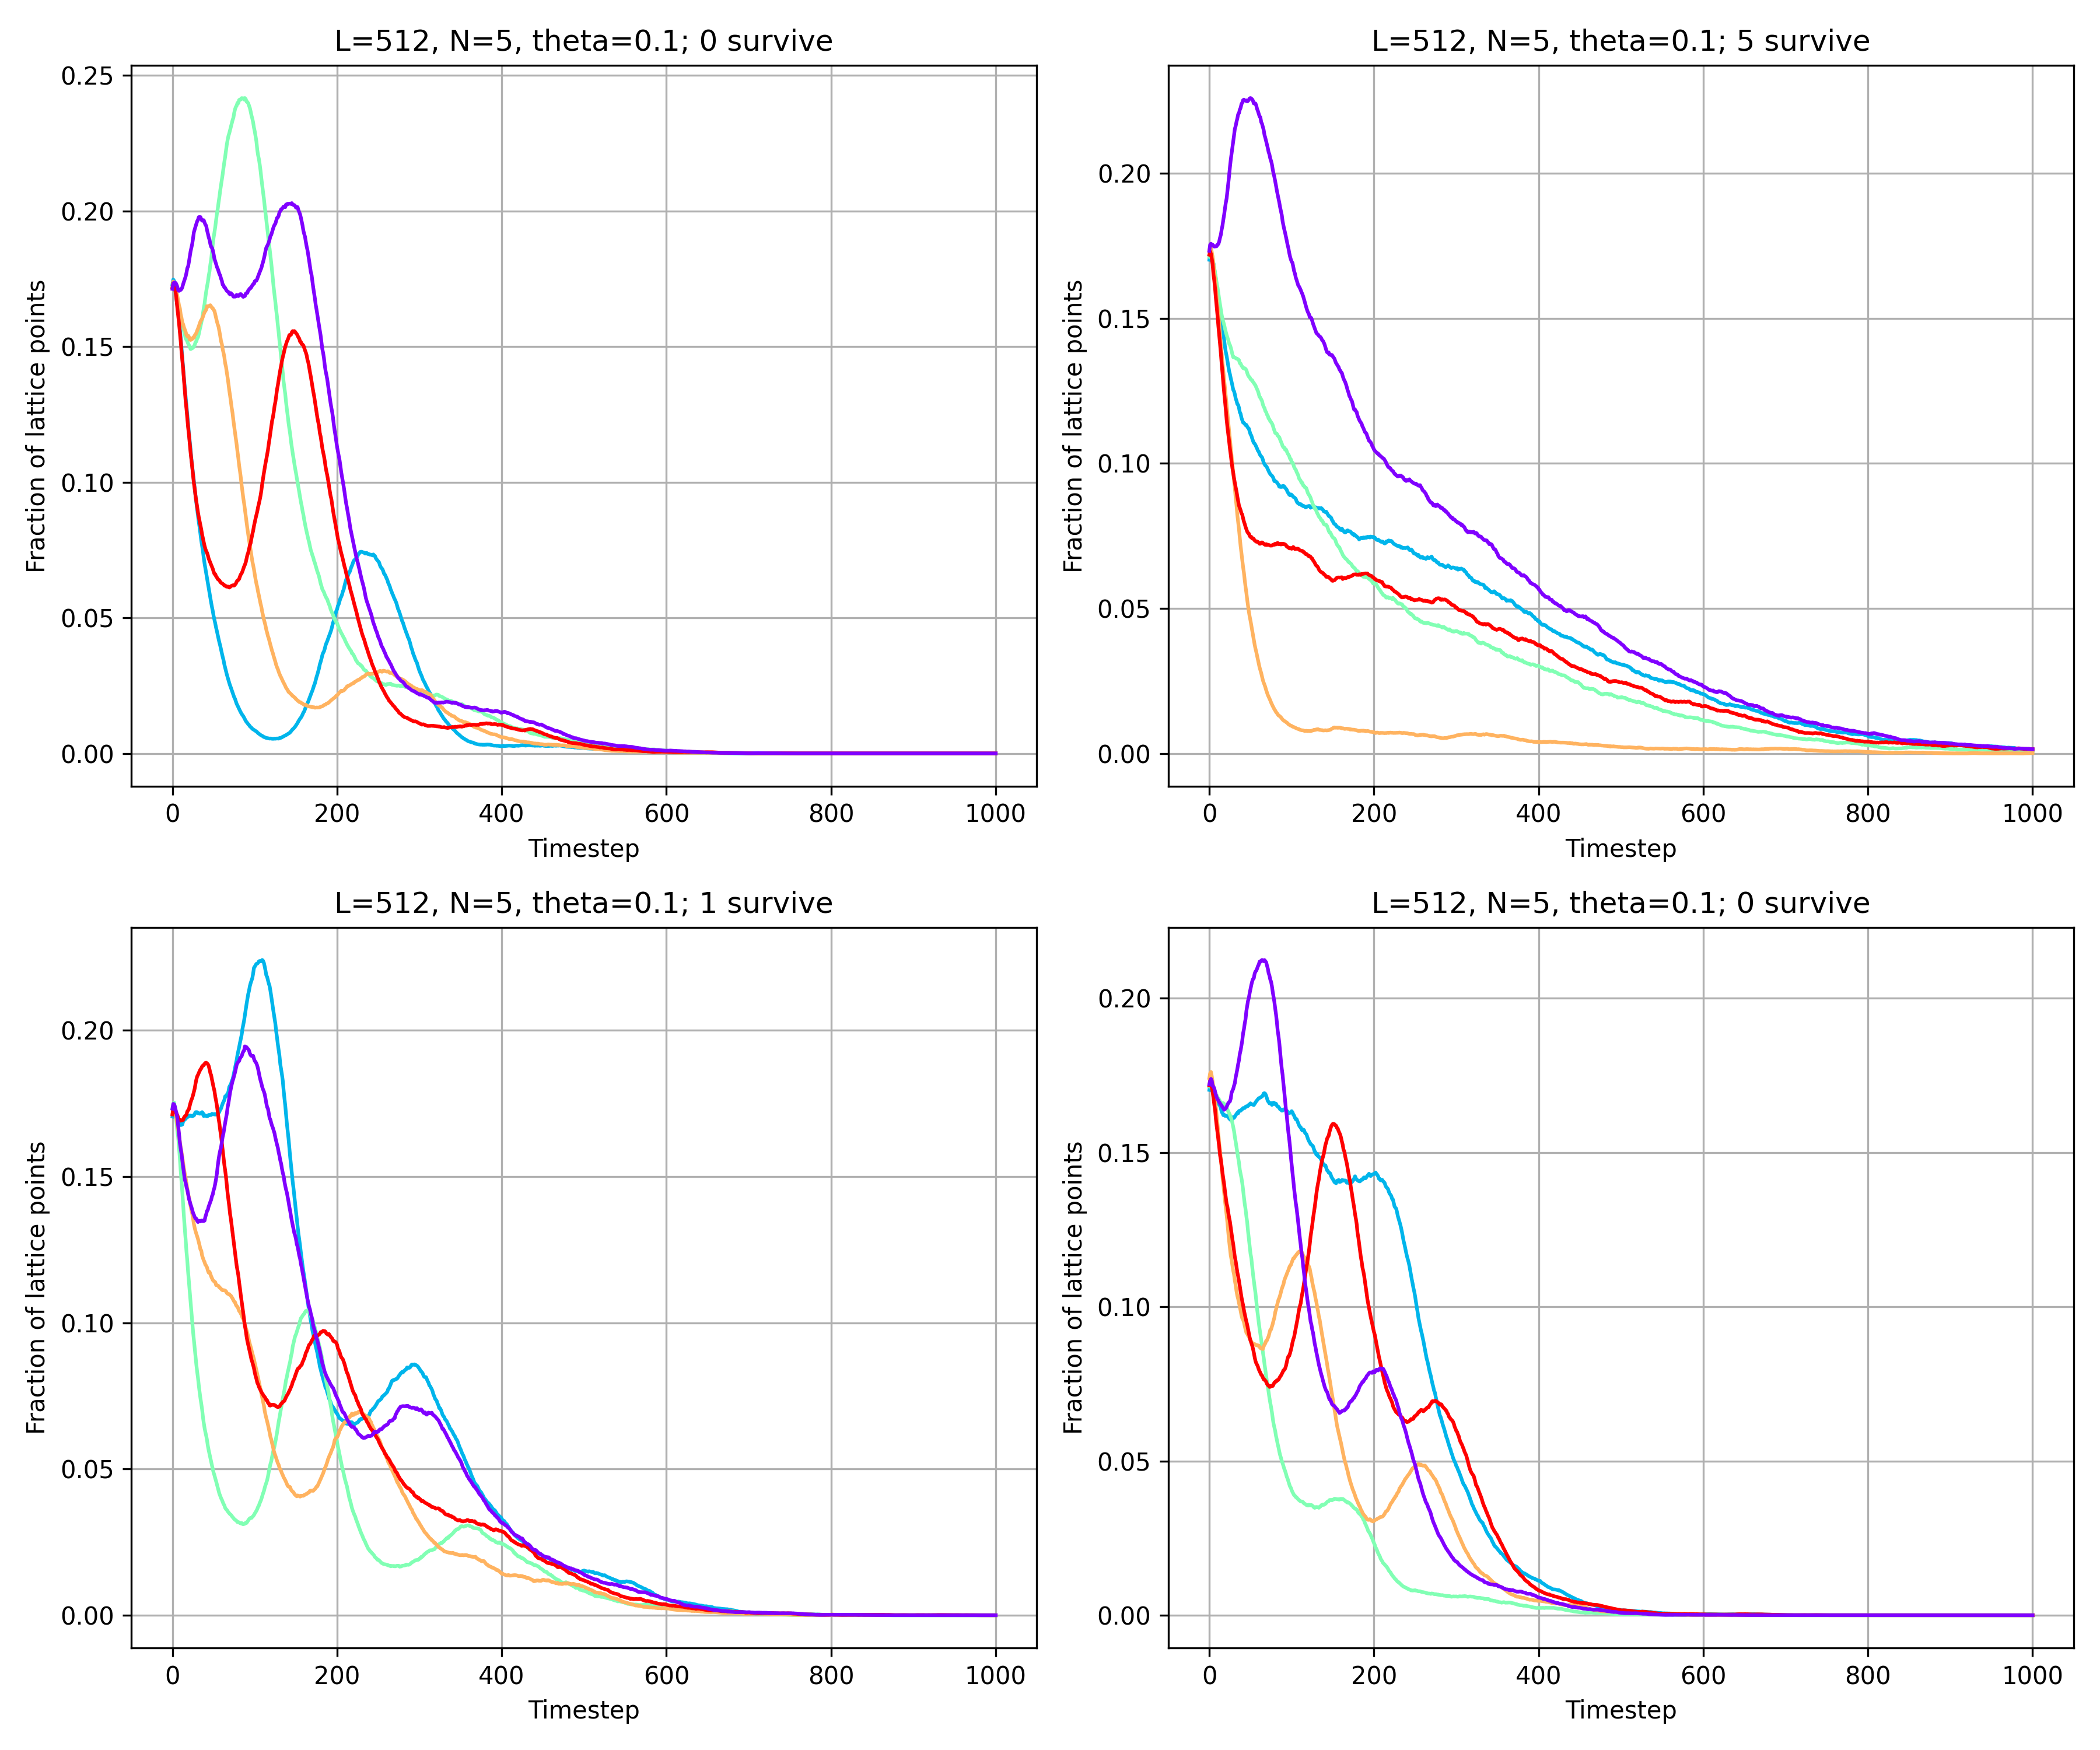 L=512, N=5, theta=0.1; 0 survive
0.25
0.20
0.15
0.10
0.05
0.00
Fraction of lattice points
0 200 400 600 800 1000
Timestep
L=512, N=5, theta=0.1; 5 survive
0.20
0.15
0.10
0.05
0.00
Fraction of lattice points
0 200 400 600 800 1000
Timestep
L=512, N=5, theta=0.1; 1 survive
0.20
0.15
0.10
0.05
0.00
Fraction of lattice points
0 200 400 600 800 1000
Timestep
L=512, N=5, theta=0.1; 0 survive
0.20
0.15
0.10
0.05
0.00
Fraction of lattice points
0 200 400 600 800 1000
Timestep